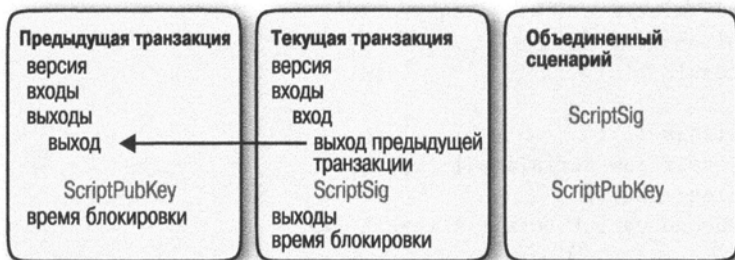 Предыдущая транзакция
версия
входы
выходы
выход
ScriptPubKey
время блокировки
Текущая транзакция
версия
входы
вход
выход предыдущей
транзакции
ScriptSig
выходы
время блокировки
Объединенный
сценарий
ScriptSig
ScriptPubKey